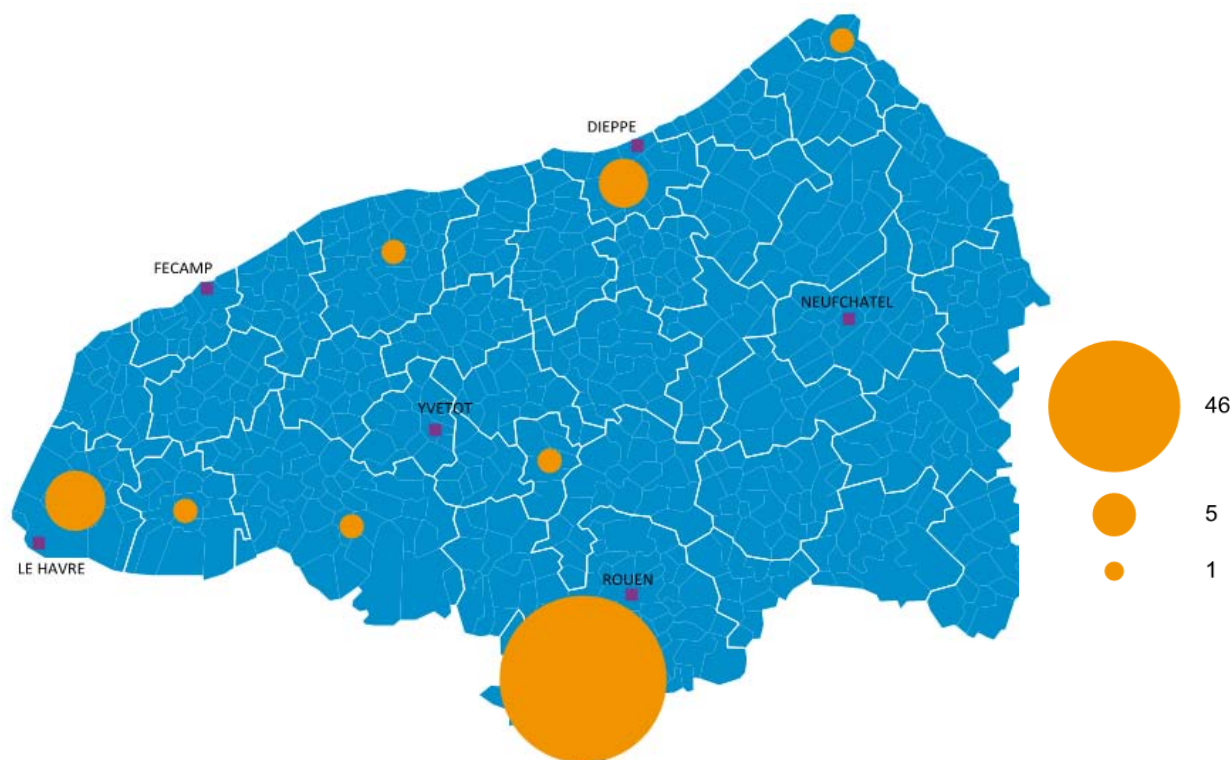 DIEPPE
FECAMP
NEUFCHATEL
YVETOT
46
5
LE HAVRE
ROUEN
1